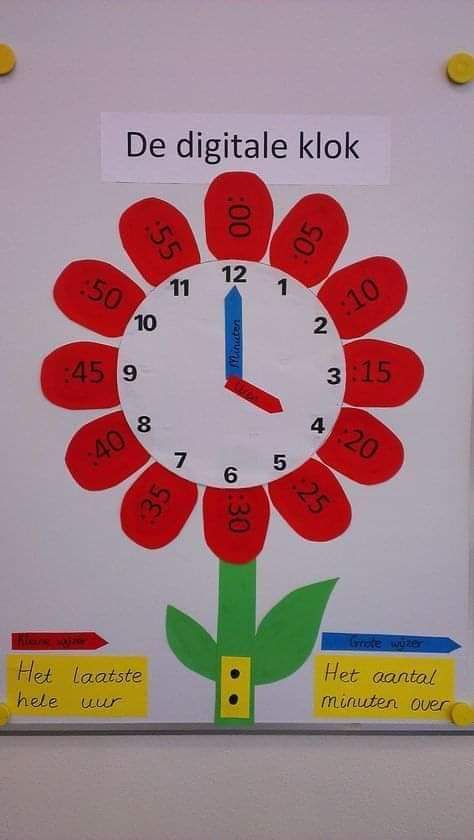 De digitale klok
:00
:05
:10
:15
:20
:25
:30
:35
:40
:45
:50
:55
12
1
2
3
4
5
6
7
8
9
10
11
Minuten
Uren
Kleine wijzer
Het laatste
hele uur
Grote wijzer
Het aantal
minuten over
: